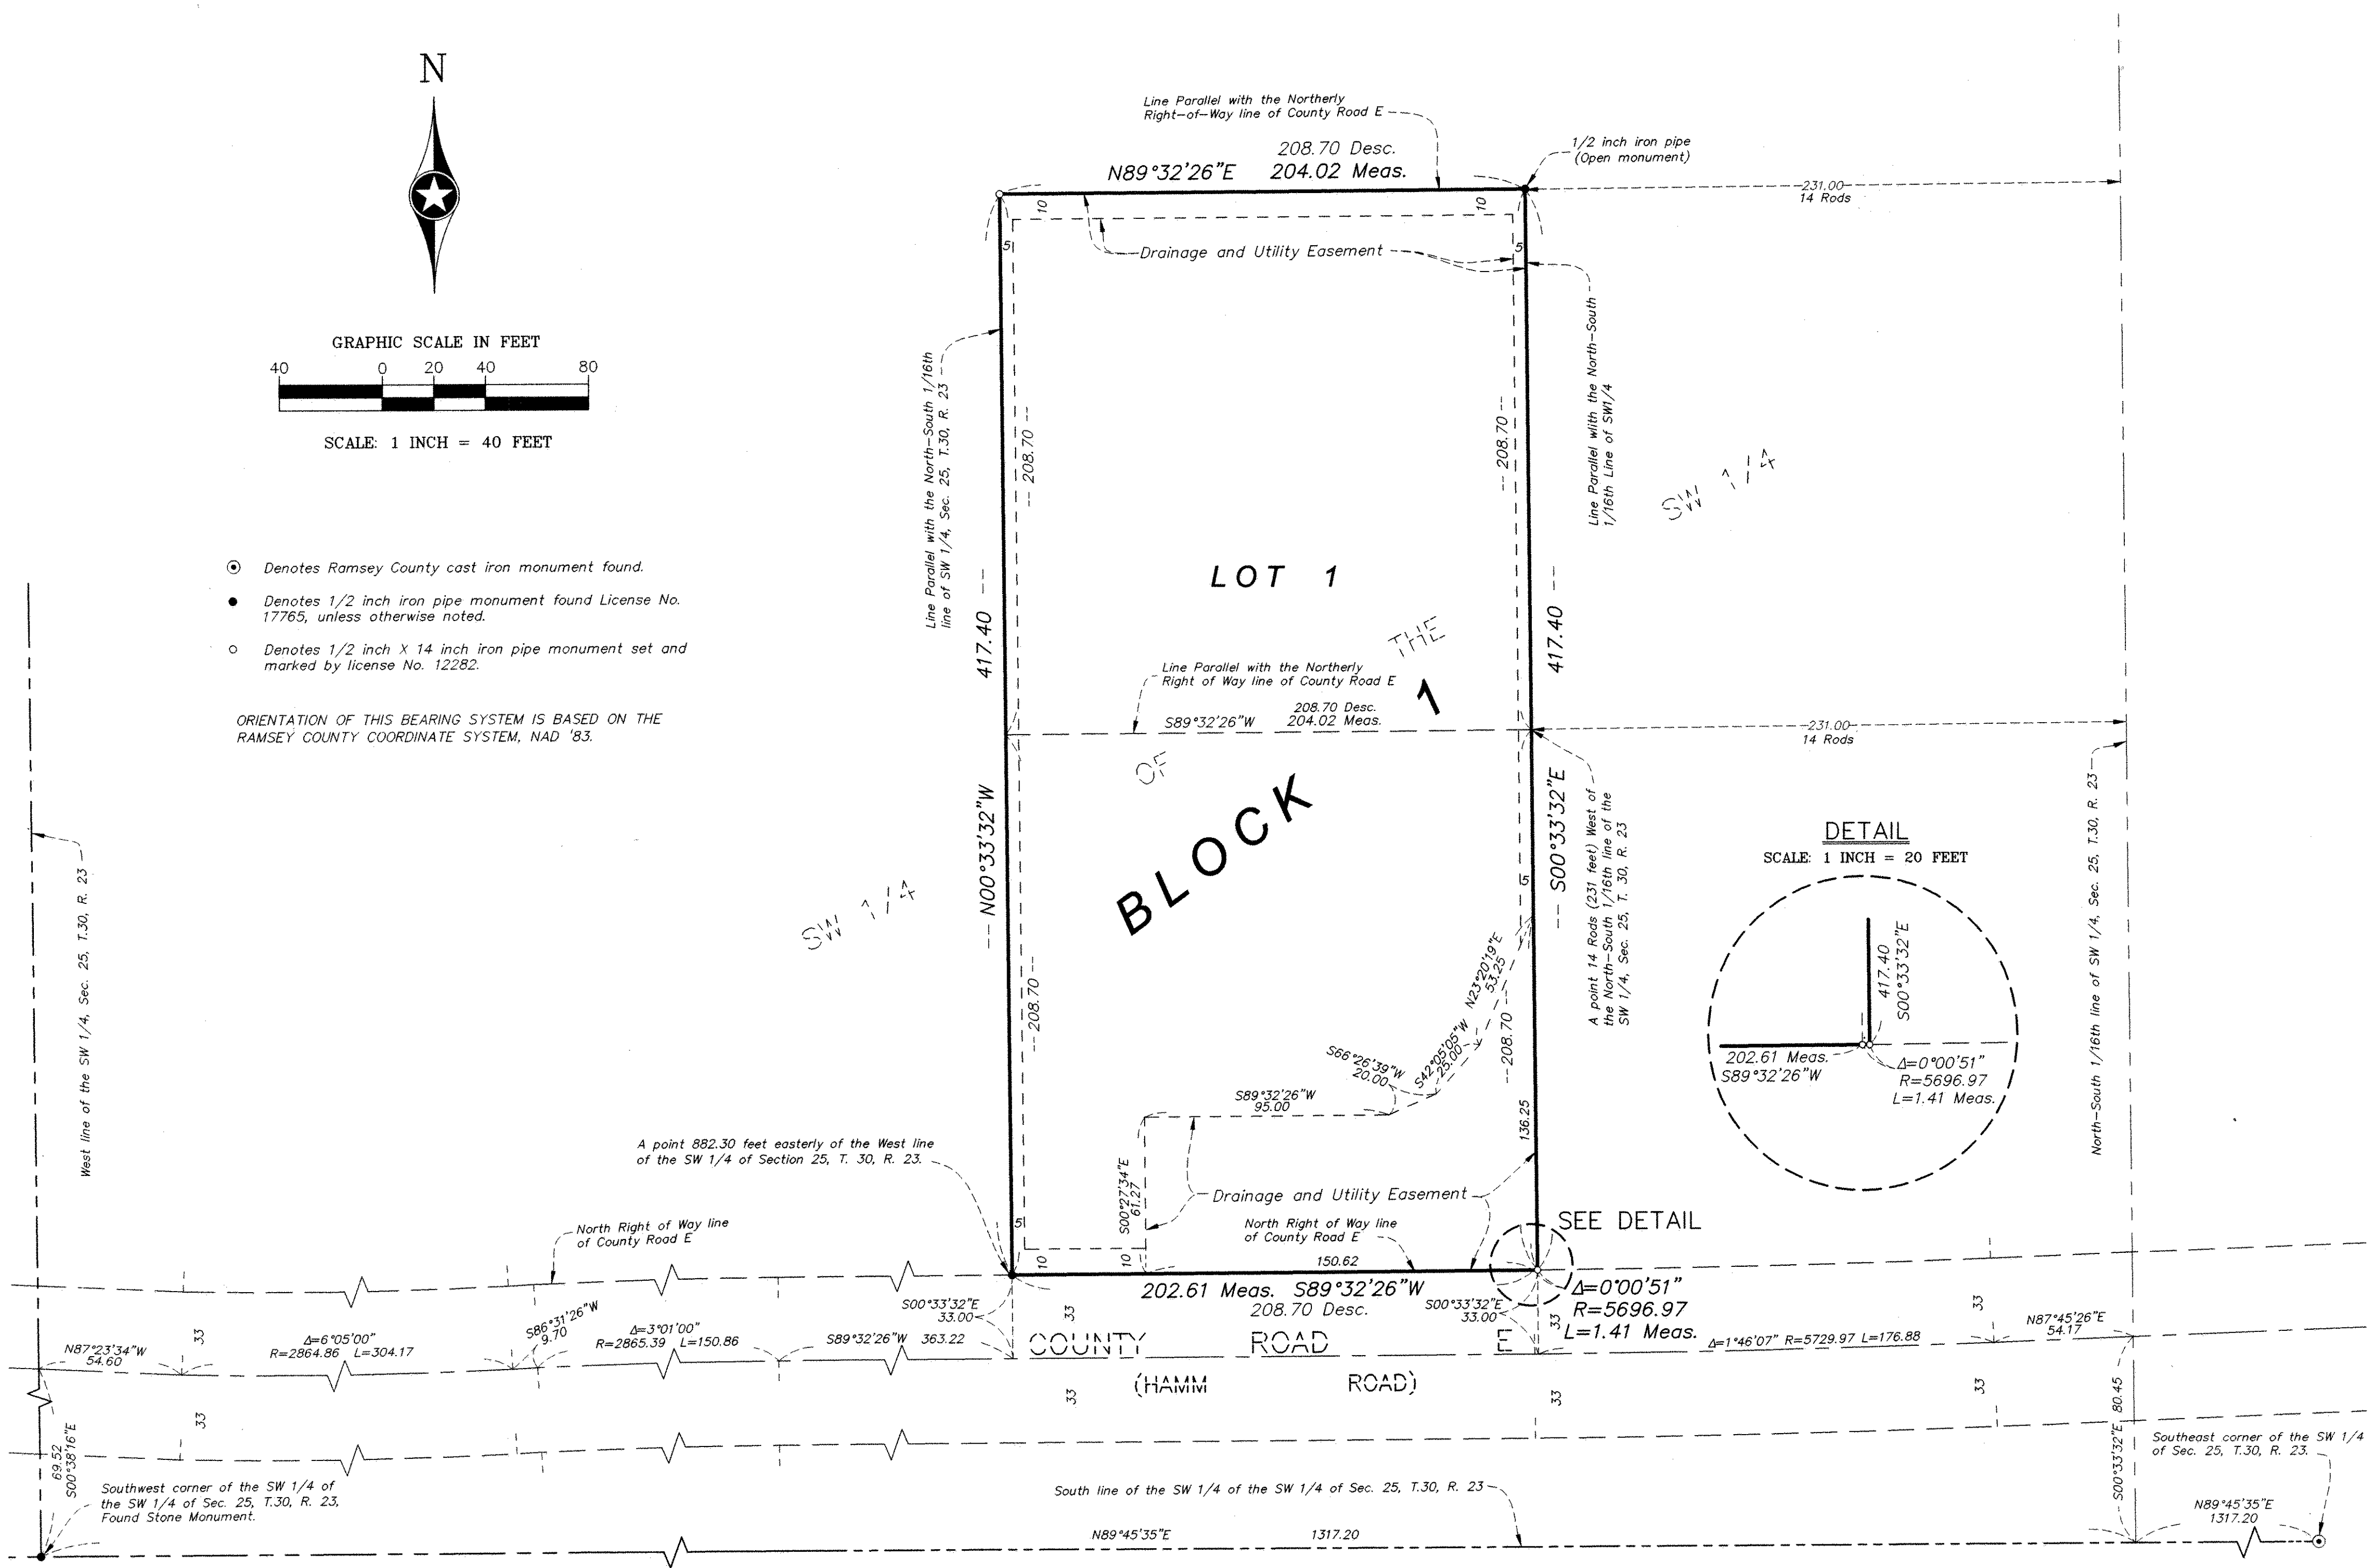 N
GRAPHIC SCALE IN FEET
40 0 20 40 80
SCALE: 1 INCH = 40 FEET
Denotes Ramsey County cast iron monument found.
Denotes 1/2 inch iron pipe monument found License No.
17765, unless otherwise noted.
Denotes 1/2 inch X 14 inch iron pipe monument set and
marked by license No. 12282.
ORIENTATION OF THIS BEARING SYSTEM IS BASED ON THE
RAMSEY COUNTY COORDINATE SYSTEM, NAD '83.
Line Parallel with the Northerly
Right-of-Way line of County Road E
208.70 Desc.
N89°32'26"E 204.02 Meas.
1/2 inch iron pipe
(Open monument)
231.00
14 Rods
10
10
5
5
Drainage and Utility Easement
Line Parallel with the North-South 1/16th
line of SW 1/4, Sec. 25, T.30, R. 23
208.70
208.70
Line Parallel wlith the North-South
1/16th Line of SW1/4
SW 1/4
LOT 1
417.40
417.40
THE
Line Parallel with the Northerly
Right of Way line of County Road E
208.70 Desc.
S89°32'26"W 204.02 Meas.
1
231.00
14 Rods
OF
BLOCK
N00°33'32"W
S00°33'32"E
A point 14 Rods (231 feet) West of
the North-South 1/16th line of the
SW 1/4, Sec. 25, T. 30, R. 23
North-South 1/16th line of SW 1/4, Sec. 25, T.30, R. 23
West line of the SW 1/4, Sec. 25, T.30, R. 23
SW 1/4
DETAIL
SCALE: 1 INCH = 20 FEET
417.40
S00°33'32"E
202.61 Meas.
S89°32'26"W
Δ=0°00'51"
R=5696.97
L=1.41 Meas.
5
N23°20'19"E
53.25
208.70
208.70
S42°05'05"W
25.00
S66°26'39"W
20.00
S89°32'26"W
95.00
136.25
A point 882.30 feet easterly of the West line
of the SW 1/4 of Section 25, T. 30, R. 23.
S00°27'34"E
61.27
Drainage and Utility Easement
North Right of Way line
of County Road E
North Right of Way line
of County Road E
SEE DETAIL
5
10
10
150.62
202.61 Meas. S89°32'26"W
208.70 Desc.
Δ=0°00'51"
R=5696.97
L=1.41 Meas.
S00°33'32"E
33.00
S00°33'32"E
33.00
33
33
33
33
N87°23'34"W
54.60
Δ=6°05'00"
R=2864.86 L=304.17
S86°31'26"W
9.70
Δ=3°01'00"
R=2865.39 L=150.86
S89°32'26"W 363.22
COUNTY ROAD E
(HAMM ROAD)
Δ=1°46'07" R=5729.97 L=176.88
N87°45'26"E
54.17
33
33
33
33
69.52
S00°38'16"E
S00°33'32"E 80.45
Southwest corner of the SW 1/4 of
the SW 1/4 of Sec. 25, T.30, R. 23,
Found Stone Monument.
South line of the SW 1/4 of the SW 1/4 of Sec. 25, T.30, R. 23
Southeast corner of the SW 1/4
of Sec. 25, T.30, R. 23.
N89°45'35"E 1317.20
N89°45'35"E
1317.20